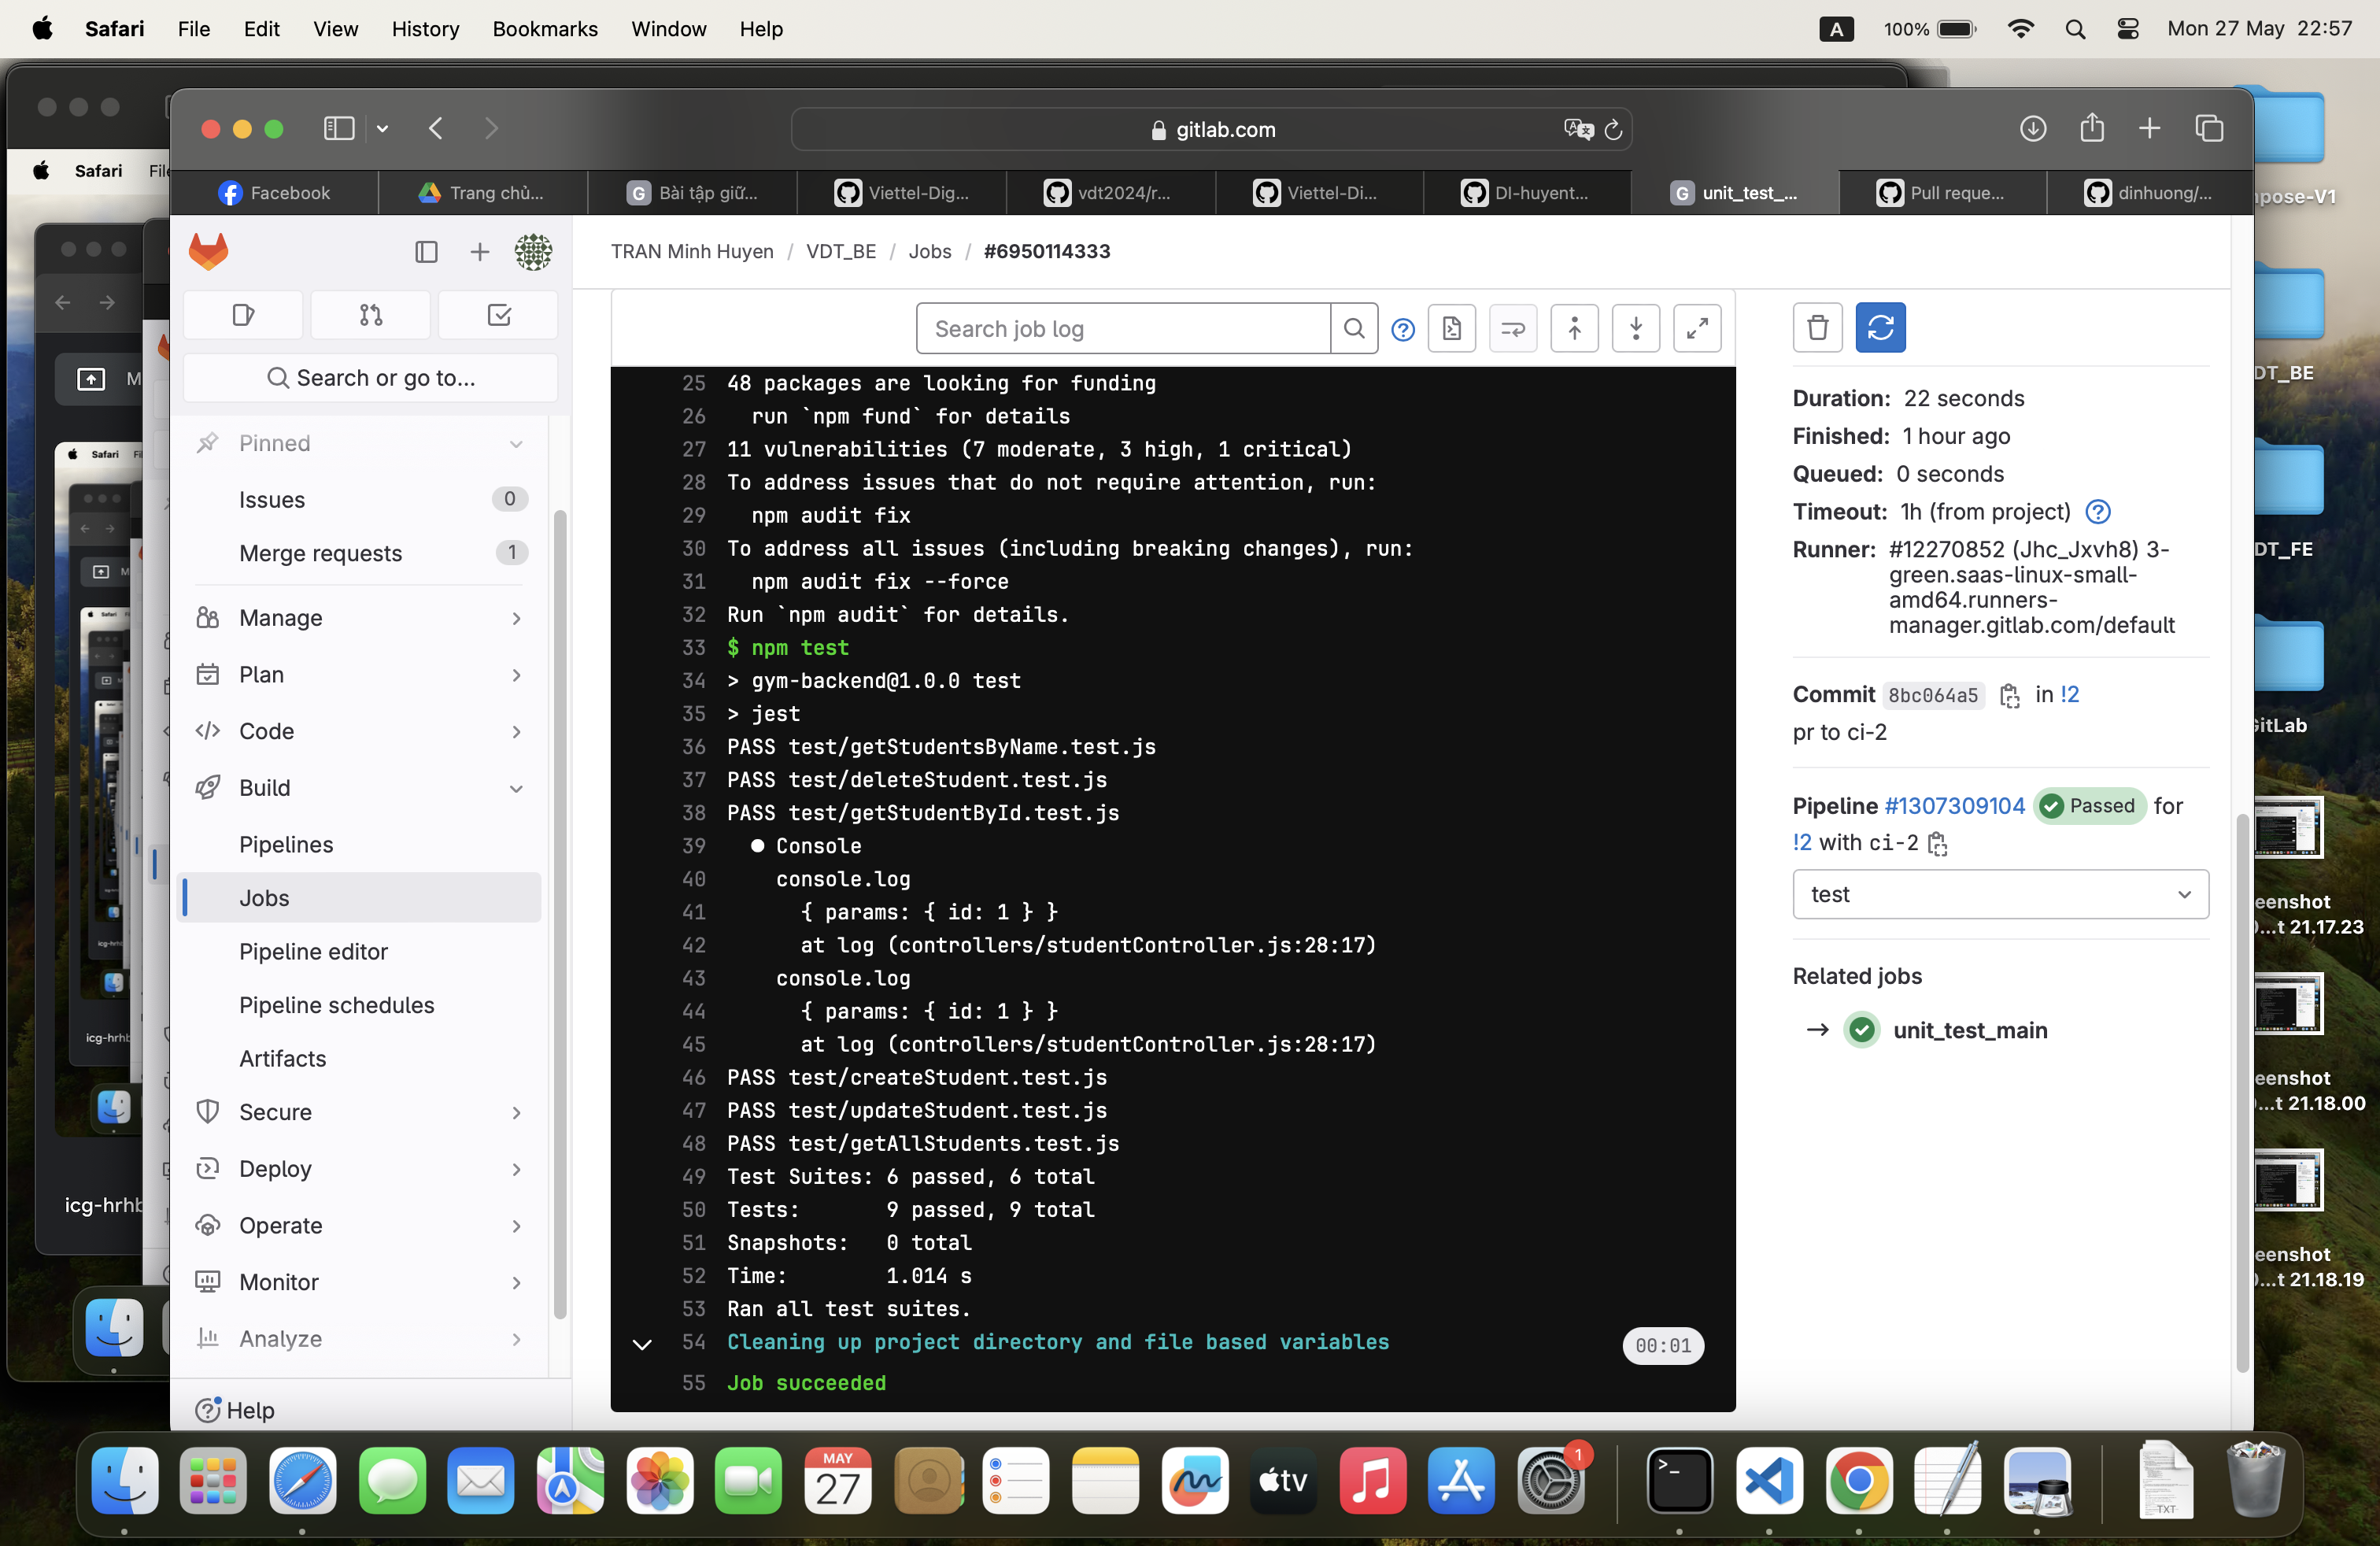 Safari File Edit View History Bookmarks Window Help A 100% Mon 27 May 22:57
gitlab.com
Safari
Facebook Trang chủ... G Bài tập giữ... Viettel-Dig... vdt2024/r... Viettel-Di... DI-huyent... G unit_test_... Pull reque... dinhuong/...
TRAN Minh Huyen / VDT_BE / Jobs / #6950114333
Search or go to...
Pinned
Issues 0
Merge requests 1
Manage
Plan
Code
Build
Pipelines
Jobs
Pipeline editor
Pipeline schedules
Artifacts
Secure
Deploy
Operate
Monitor
Analyze
Help
Search job log
25 48 packages are looking for funding
26 run `npm fund` for details
27 11 vulnerabilities (7 moderate, 3 high, 1 critical)
28 To address issues that do not require attention, run:
29 npm audit fix
30 To address all issues (including breaking changes), run:
31 npm audit fix --force
32 Run `npm audit` for details.
33 $ npm test
34 > gym-backend@1.0.0 test
35 > jest
36 PASS test/getStudentsByName.test.js
37 PASS test/deleteStudent.test.js
38 PASS test/getStudentById.test.js
39 ● Console
40 console.log
41 { params: { id: 1 } }
42 at log (controllers/studentController.js:28:17)
43 console.log
44 { params: { id: 1 } }
45 at log (controllers/studentController.js:28:17)
46 PASS test/createStudent.test.js
47 PASS test/updateStudent.test.js
48 PASS test/getAllStudents.test.js
49 Test Suites: 6 passed, 6 total
50 Tests: 9 passed, 9 total
51 Snapshots: 0 total
52 Time: 1.014 s
53 Ran all test suites.
54 Cleaning up project directory and file based variables 00:01
55 Job succeeded
Duration: 22 seconds
Finished: 1 hour ago
Queued: 0 seconds
Timeout: 1h (from project)
Runner: #12270852 (Jhc_Jxvh8) 3-
green.saas-linux-small-
amd64.runners-
manager.gitlab.com/default
Commit 8bc064a5 in !2
pr to ci-2
Pipeline #1307309104 Passed for
!2 with ci-2
test
Related jobs
→ unit_test_main
pose-V1
DT_BE
DT_FE
GitLab
eenshot
...t 21.17.23
eenshot
...t 21.18.00
eenshot
...t 21.18.19
Safari
icg-hrhb
MAY
27
tv
1
TXT